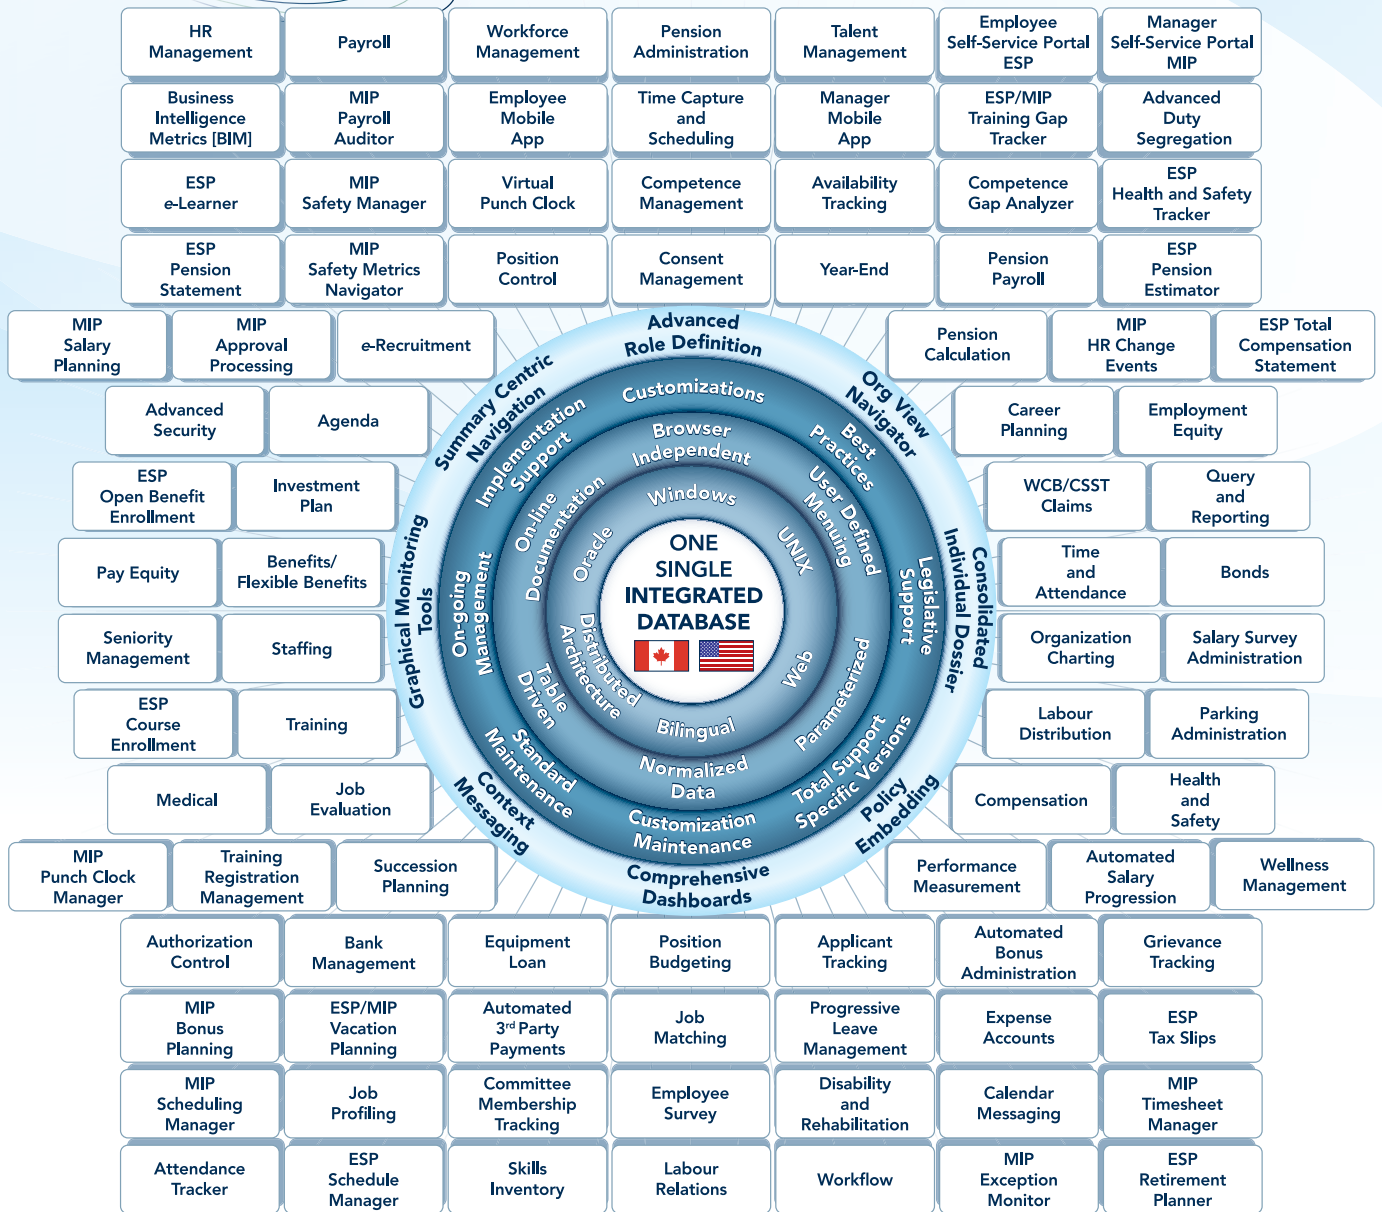 HR
Management
Payroll
Workforce
Management
Pension
Administration
Talent
Management
Employee
Self-Service Portal
ESP
Manager
Self-Service Portal
MIP
Business
Intelligence
Metrics [BIM]
MIP
Payroll
Auditor
Employee
Mobile
App
Time Capture
and
Scheduling
Manager
Mobile
App
ESP/MIP
Training Gap
Tracker
Advanced
Duty
Segregation
ESP
e-Learner
MIP
Safety Manager
Virtual
Punch Clock
Competence
Management
Availability
Tracking
Competence
Gap Analyzer
ESP
Health and Safety
Tracker
ESP
Pension
Statement
MIP
Safety Metrics
Navigator
Position
Control
Consent
Management
Year-End
Pension
Payroll
ESP
Pension
Estimator
MIP
Salary
Planning
MIP
Approval
Processing
e-Recruitment
Pension
Calculation
MIP
HR Change
Events
ESP Total
Compensation
Statement
Advanced
Security
Agenda
Career
Planning
Employment
Equity
ESP
Open Benefit
Enrollment
Investment
Plan
WCB/CSST
Claims
Query
and
Reporting
Pay Equity
Benefits/
Flexible Benefits
Time
and
Attendance
Bonds
Seniority
Management
Staffing
Organization
Charting
Salary Survey
Administration
ESP
Course
Enrollment
Training
Labour
Distribution
Parking
Administration
Medical
Job
Evaluation
Compensation
Health
and
Safety
MIP
Punch Clock
Manager
Training
Registration
Management
Succession
Planning
Performance
Measurement
Automated
Salary
Progression
Wellness
Management
Advanced
Role Definition
Org View
Navigator
Consolidated
Individual Dossier
Policy
Embedding
Comprehensive
Dashboards
Context
Messaging
Graphical Monitoring
Tools
Summary Centric
Navigation
Customizations
Best
Practices
Legislative
Support
Total Support
Specific Versions
Customization
Maintenance
Standard
Maintenance
On-going
Management
Implementation
Support
Browser
Independent
User Defined
Menuing
Parameterized
Normalized
Data
Table
Driven
On-line
Documentation
Windows
UNIX
Web
Bilingual
Distributed
Architecture
Oracle
ONE
SINGLE
INTEGRATED
DATABASE
Authorization
Control
Bank
Management
Equipment
Loan
Position
Budgeting
Applicant
Tracking
Automated
Bonus
Administration
Grievance
Tracking
MIP
Bonus
Planning
ESP/MIP
Vacation
Planning
Automated
3rd Party
Payments
Job
Matching
Progressive
Leave
Management
Expense
Accounts
ESP
Tax Slips
MIP
Scheduling
Manager
Job
Profiling
Committee
Membership
Tracking
Employee
Survey
Disability
and
Rehabilitation
Calendar
Messaging
MIP
Timesheet
Manager
Attendance
Tracker
ESP
Schedule
Manager
Skills
Inventory
Labour
Relations
Workflow
MIP
Exception
Monitor
ESP
Retirement
Planner